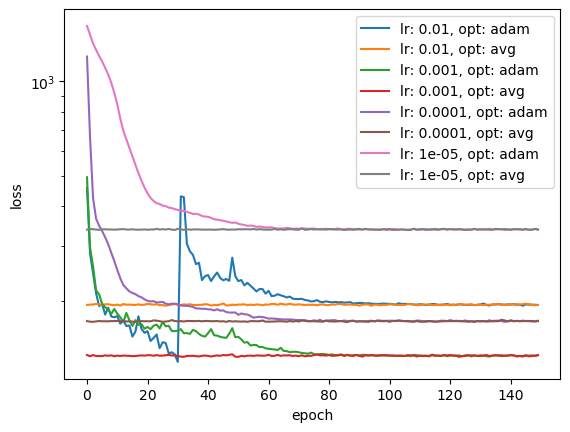 loss
10³
lr: 0.01, opt: adam
lr: 0.01, opt: avg
lr: 0.001, opt: adam
lr: 0.001, opt: avg
lr: 0.0001, opt: adam
lr: 0.0001, opt: avg
lr: 1e-05, opt: adam
lr: 1e-05, opt: avg
0 20 40 60 80 100 120 140
epoch